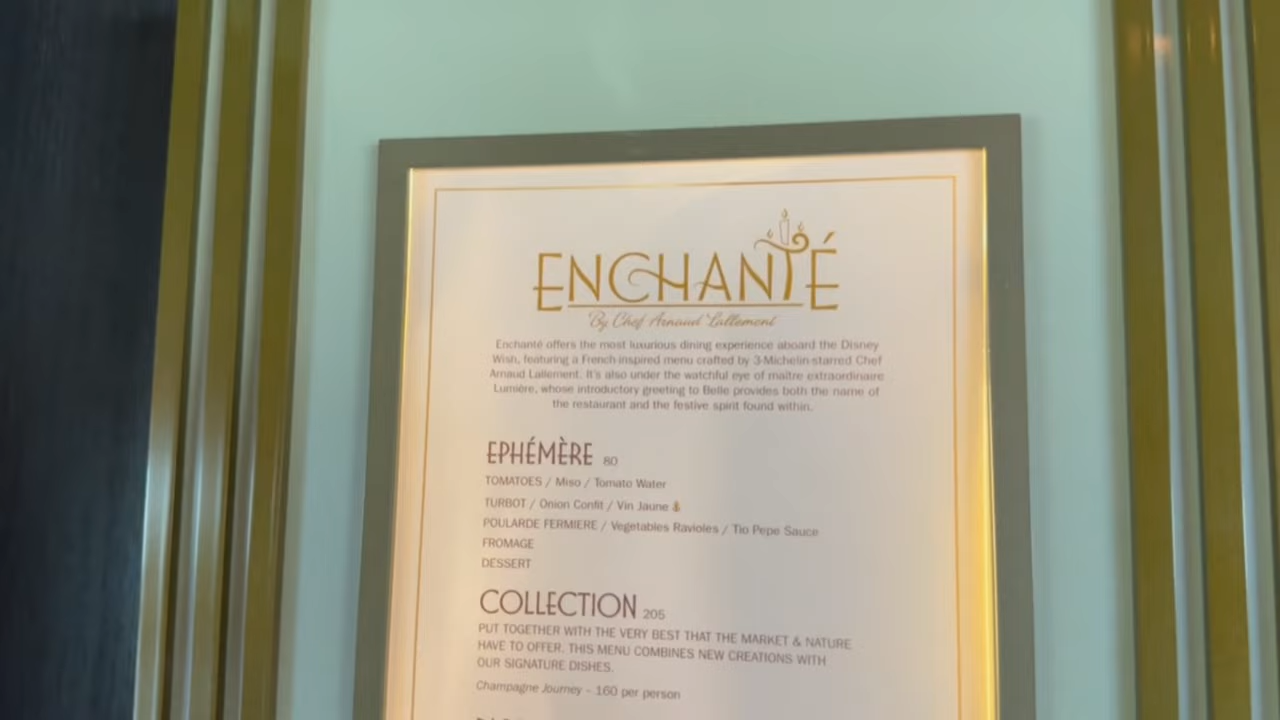 ENCHANTÉ
By Chef Arnaud Lallement
Enchanté offers the most luxurious dining experience aboard the Disney
Wish, featuring a French-inspired menu crafted by 3-Michelin-starred Chef
Arnaud Lallement. It's also under the watchful eye of maître extraordinaire
Lumière, whose introductory greeting to Belle provides both the name of
the restaurant and the festive spirit found within.
EPHÉMÈRE 80
TOMATOES / Miso / Tomato Water
TURBOT / Onion Confit / Vin Jaune
POULARDE FERMIERE / Vegetables Ravioles / Tio Pepe Sauce
FROMAGE
DESSERT
COLLECTION 205
PUT TOGETHER WITH THE VERY BEST THAT THE MARKET & NATURE
HAVE TO OFFER. THIS MENU COMBINES NEW CREATIONS WITH
OUR SIGNATURE DISHES.
Champagne Journey - 160 per person